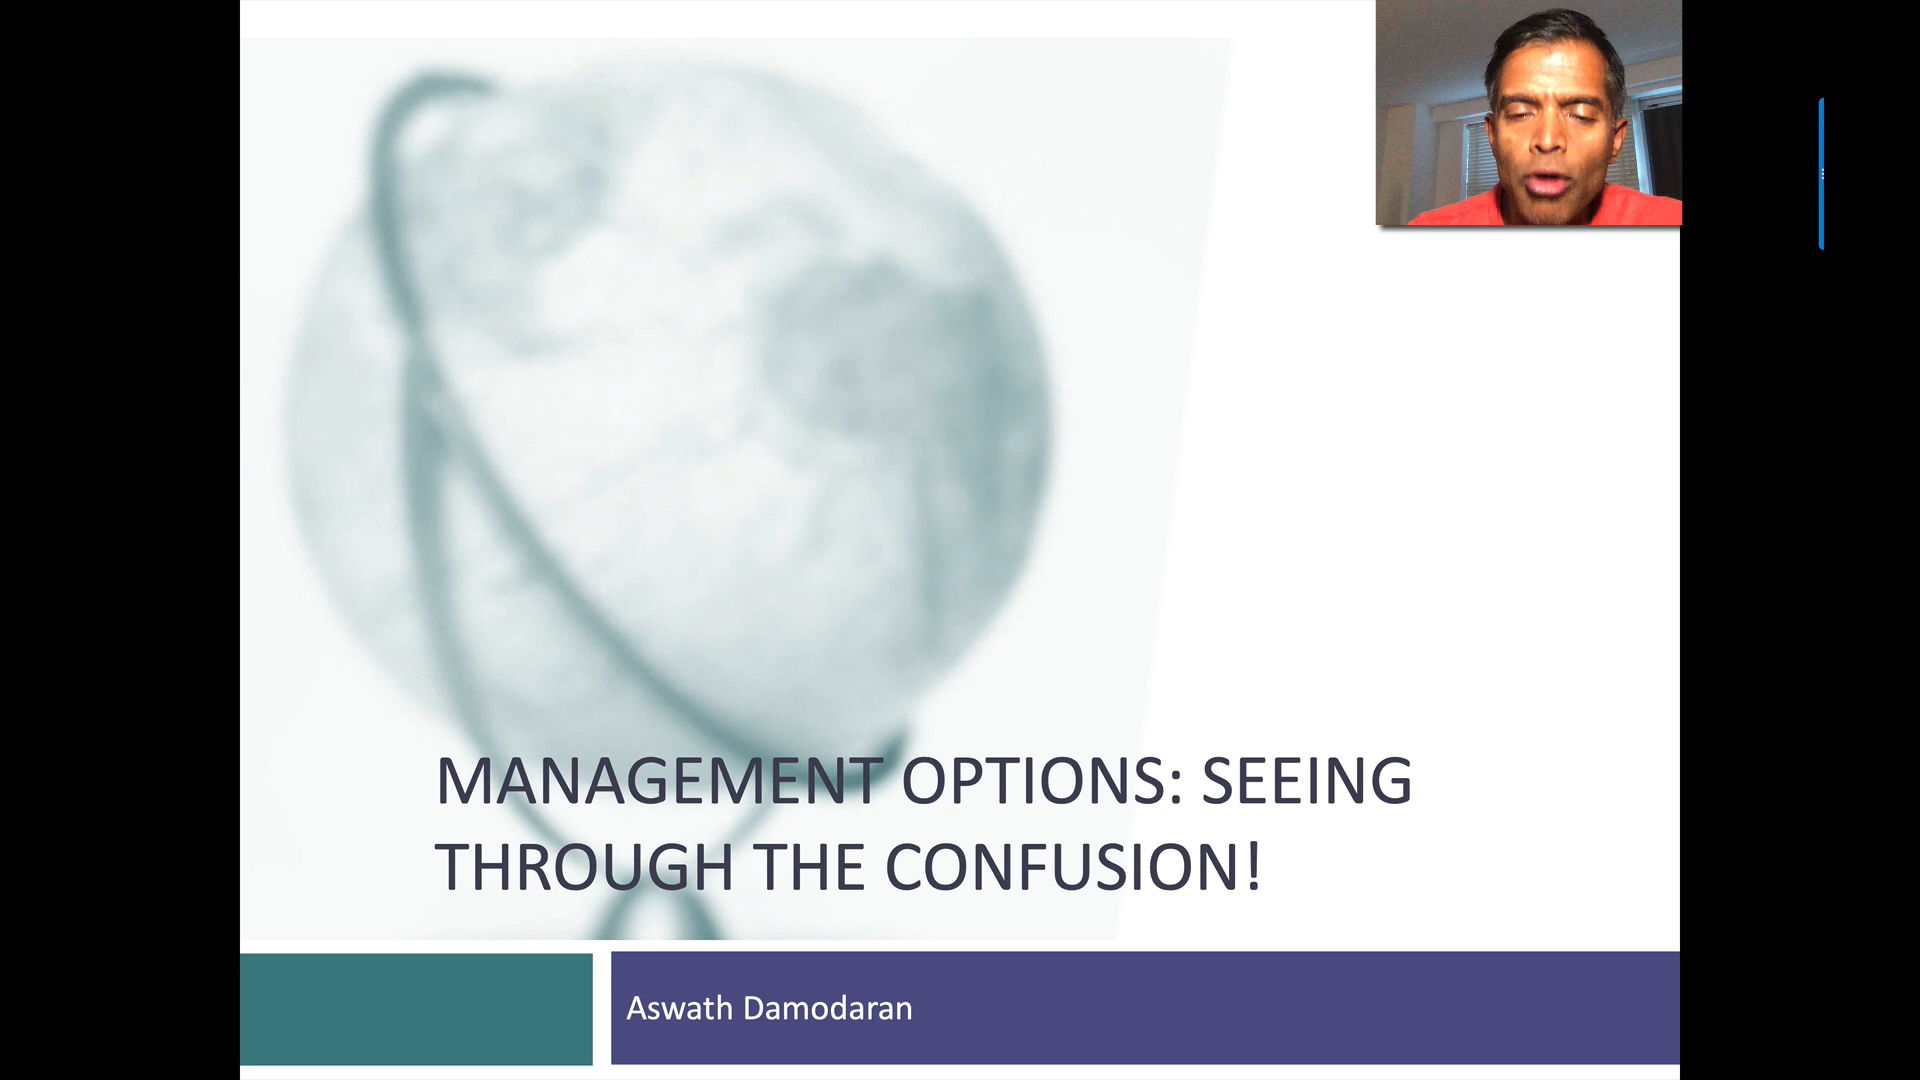 MANAGEMENT OPTIONS: SEEING
THROUGH THE CONFUSION!
Aswath Damodaran